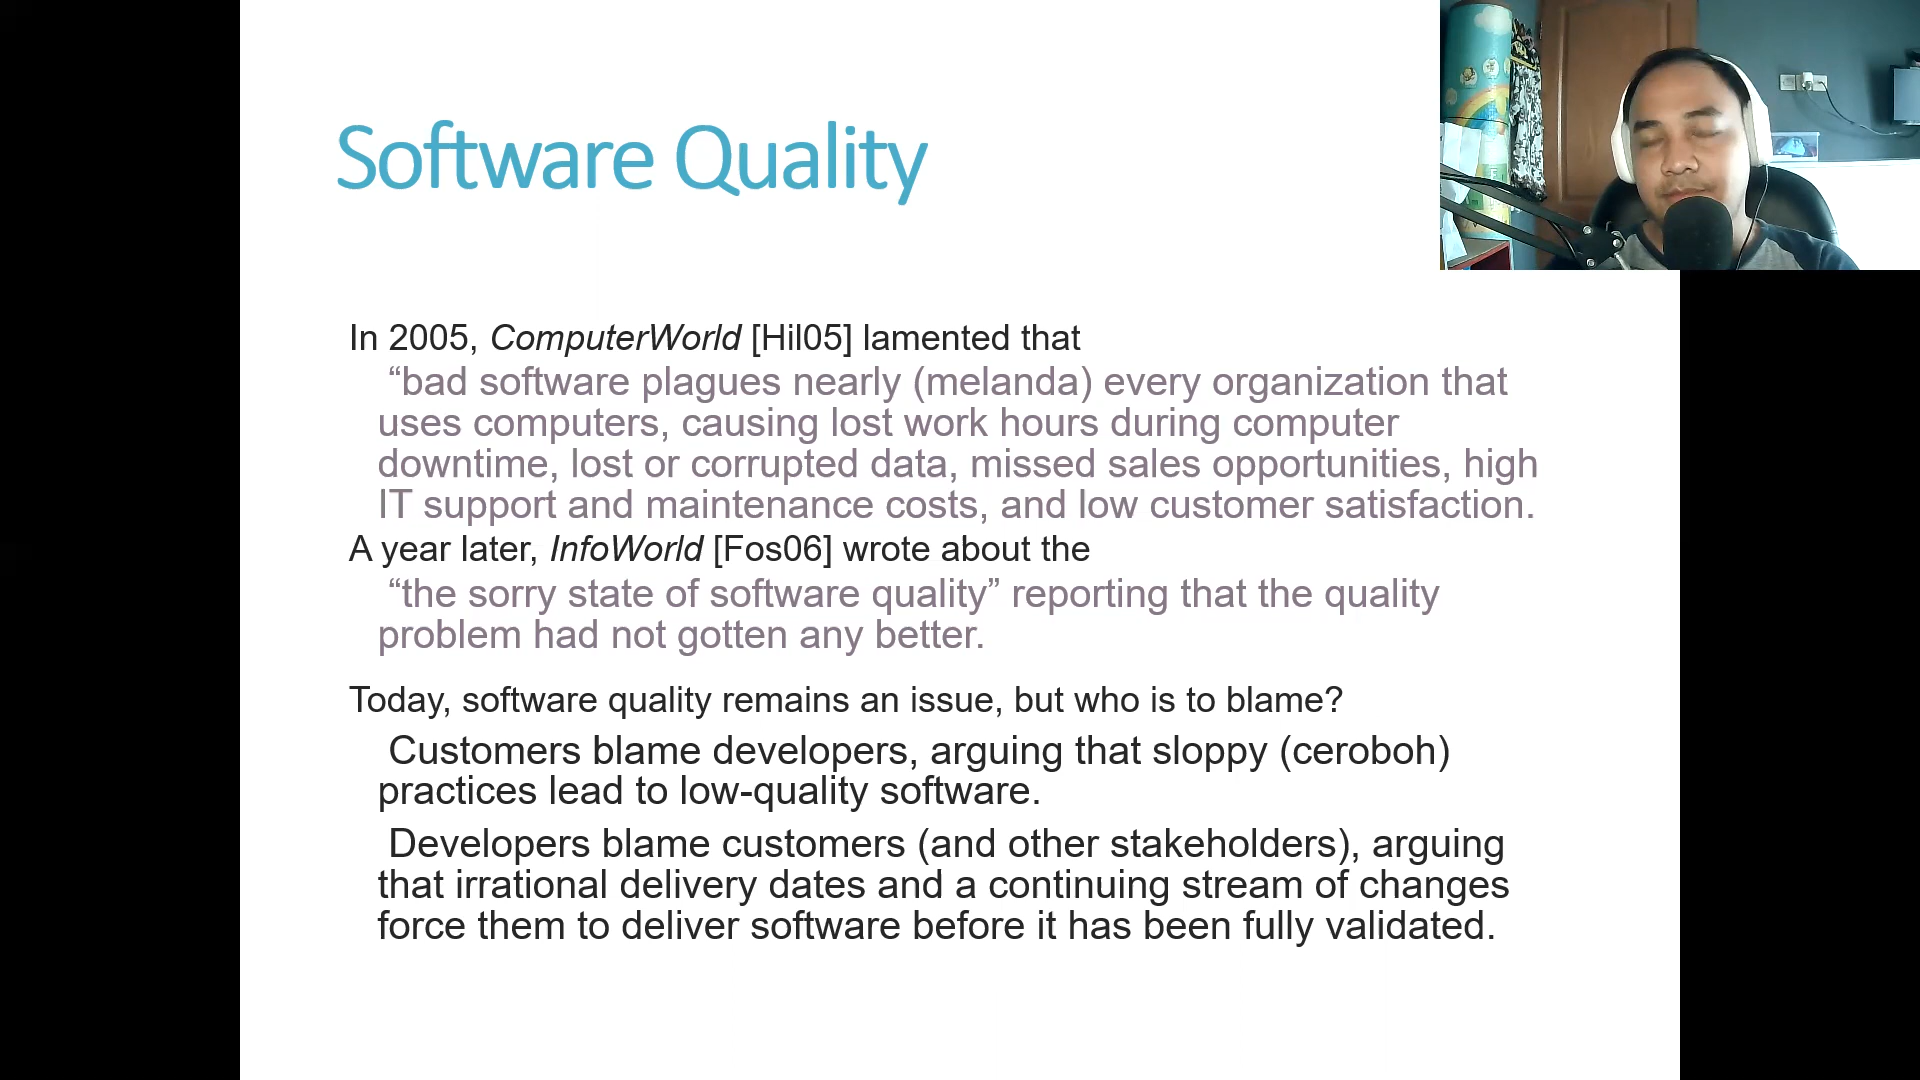 Software Quality
In 2005, ComputerWorld [Hil05] lamented that
“bad software plagues nearly (melanda) every organization that
uses computers, causing lost work hours during computer
downtime, lost or corrupted data, missed sales opportunities, high
IT support and maintenance costs, and low customer satisfaction.
A year later, InfoWorld [Fos06] wrote about the
“the sorry state of software quality” reporting that the quality
problem had not gotten any better.
Today, software quality remains an issue, but who is to blame?
Customers blame developers, arguing that sloppy (ceroboh)
practices lead to low-quality software.
Developers blame customers (and other stakeholders), arguing
that irrational delivery dates and a continuing stream of changes
force them to deliver software before it has been fully validated.